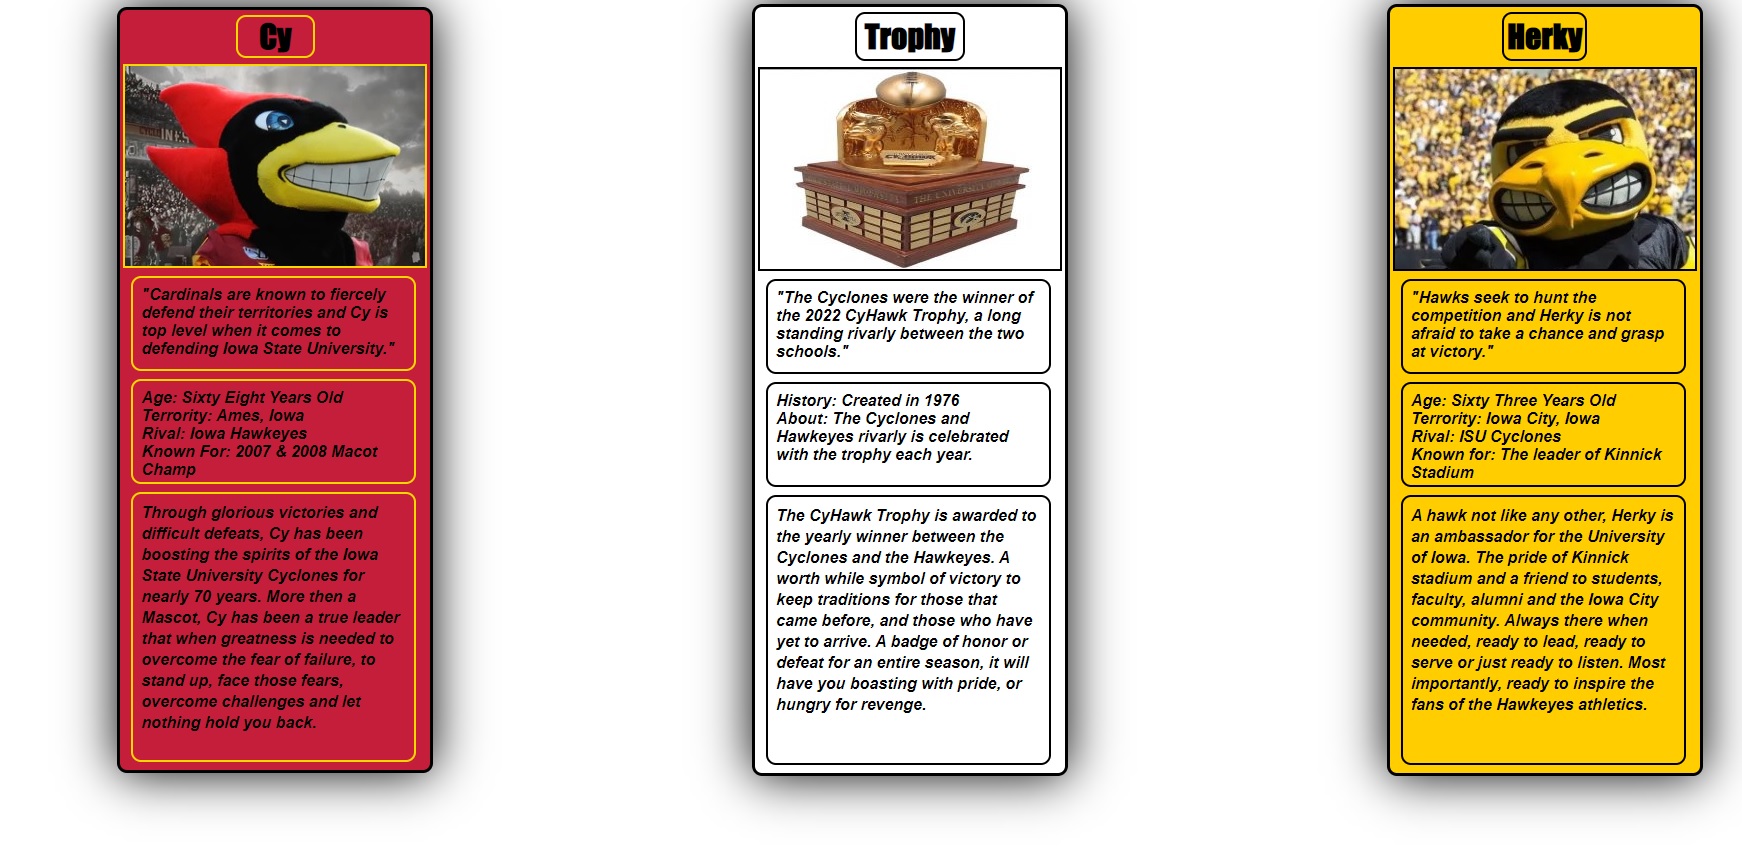 Cy
"Cardinals are known to fiercely
defend their territories and Cy is
top level when it comes to
defending Iowa State University."
Age: Sixty Eight Years Old
Terrority: Ames, Iowa
Rival: Iowa Hawkeyes
Known For: 2007 & 2008 Macot
Champ
Through glorious victories and
difficult defeats, Cy has been
boosting the spirits of the Iowa
State University Cyclones for
nearly 70 years. More then a
Mascot, Cy has been a true leader
that when greatness is needed to
overcome the fear of failure, to
stand up, face those fears,
overcome challenges and let
nothing hold you back.
Trophy
THE UNIVERSITY
"The Cyclones were the winner of
the 2022 CyHawk Trophy, a long
standing rivarly between the two
schools."
History: Created in 1976
About: The Cyclones and
Hawkeyes rivarly is celebrated
with the trophy each year.
The CyHawk Trophy is awarded to
the yearly winner between the
Cyclones and the Hawkeyes. A
worth while symbol of victory to
keep traditions for those that
came before, and those who have
yet to arrive. A badge of honor or
defeat for an entire season, it will
have you boasting with pride, or
hungry for revenge.
Herky
"Hawks seek to hunt the
competition and Herky is not
afraid to take a chance and grasp
at victory."
Age: Sixty Three Years Old
Terrority: Iowa City, Iowa
Rival: ISU Cyclones
Known for: The leader of Kinnick
Stadium
A hawk not like any other, Herky is
an ambassador for the University
of Iowa. The pride of Kinnick
stadium and a friend to students,
faculty, alumni and the Iowa City
community. Always there when
needed, ready to lead, ready to
serve or just ready to listen. Most
importantly, ready to inspire the
fans of the Hawkeyes athletics.